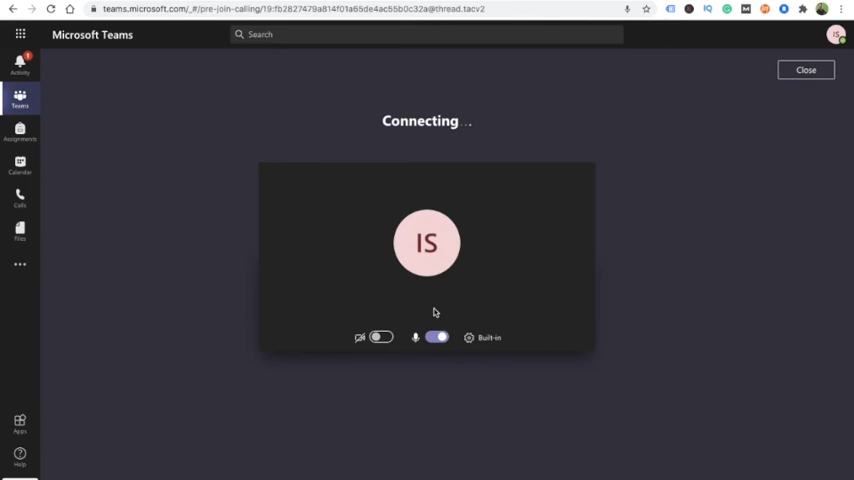 teams.microsoft.com/_#/pre-join-calling/19:fb2827479a814f01a65de4ac55b0c32a@thread.tacv2
Microsoft Teams
Search
IS
Activity
Close
Teams
Connecting...
Assignments
Calendar
IS
Calls
Files
Built-in
Apps
Help